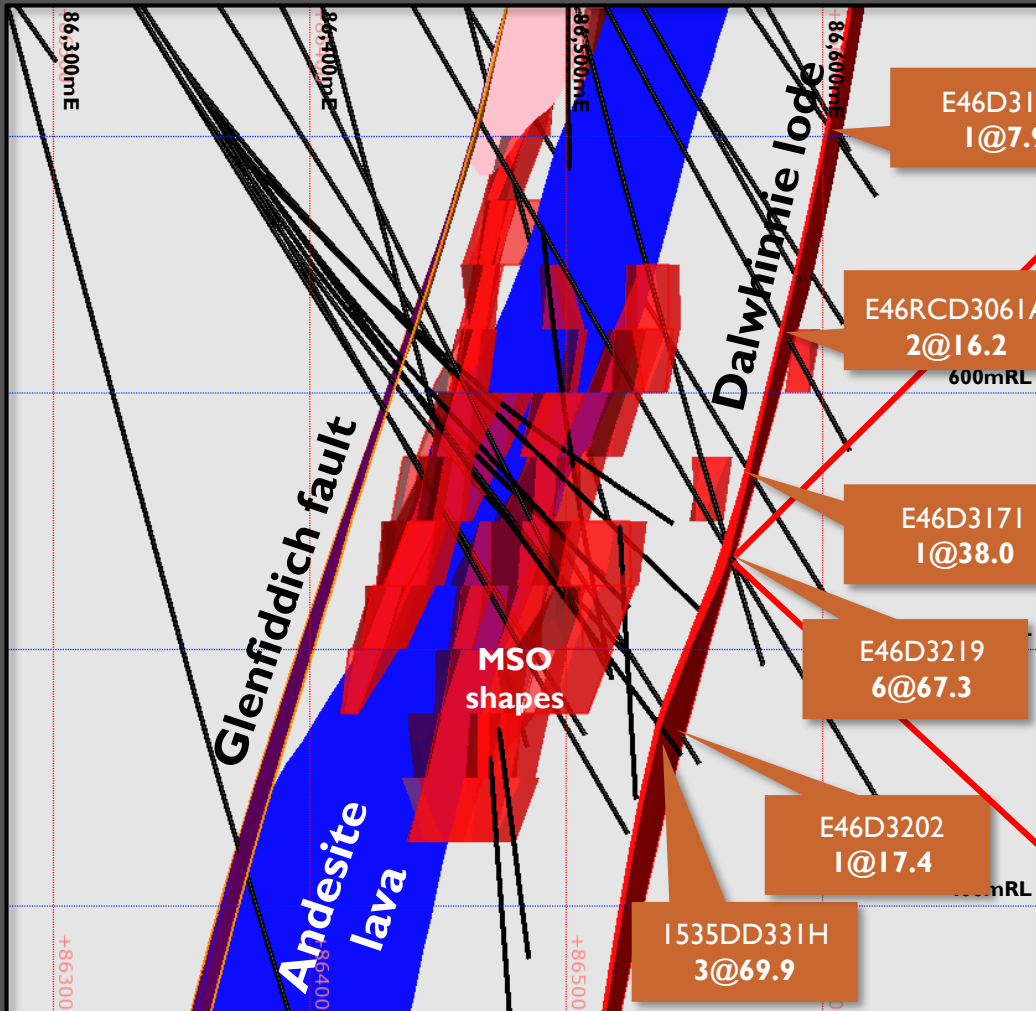 86,300mE
86,400mE
86,500mE
86,600mE
E46D31
1@7.9
Dalwhinnie lode
E46RCD3061A
2@16.2
600mRL
Glenfiddich fault
E46D3171
1@38.0
E46D3219
6@67.3
MSO
shapes
E46D3202
1@17.4
Andesite
lava
mRL
1535DD331H
3@69.9
+86300
+86400
+86500